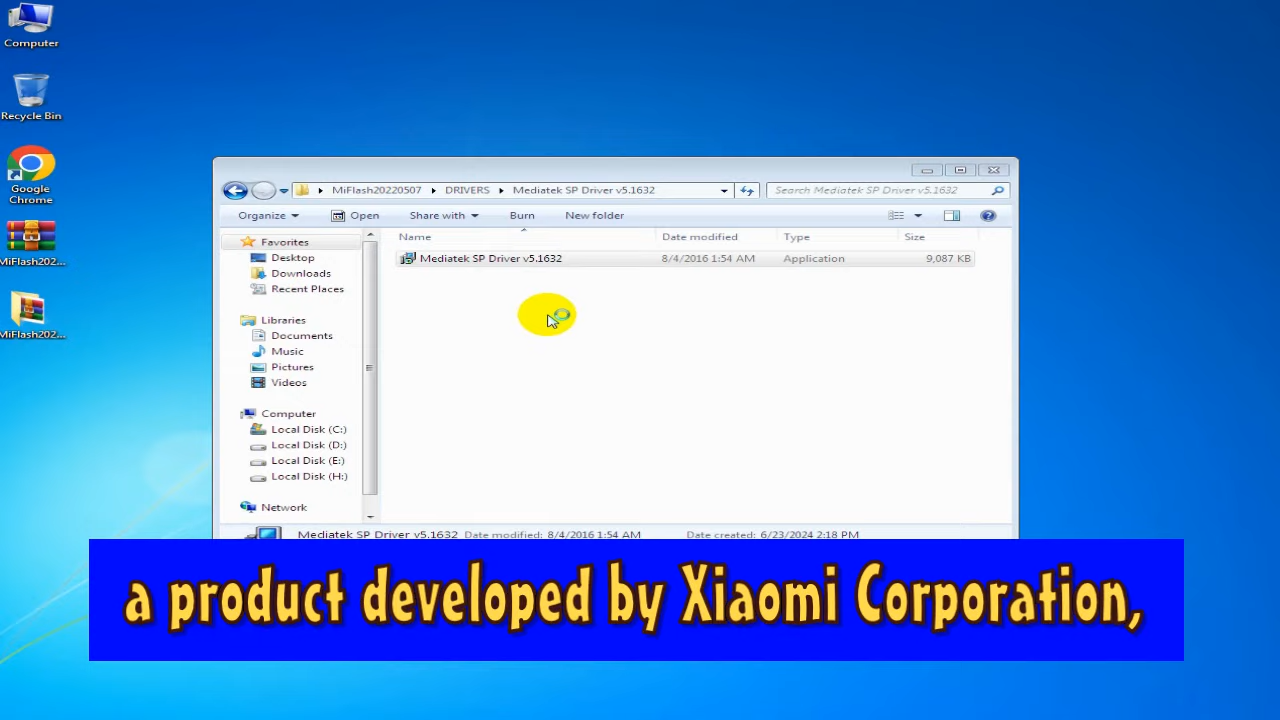 Computer
Recycle Bin
Google
Chrome
MiFlash202...
MiFlash202...
MiFlash20220507 DRIVERS Mediatek SP Driver v5.1632
Search Mediatek SP Driver v5.1632
Organize Open Share with Burn New folder
Favorites
Desktop
Downloads
Recent Places
Libraries
Documents
Music
Pictures
Videos
Computer
Local Disk (C:)
Local Disk (D:)
Local Disk (E:)
Local Disk (H:)
Network
Name Date modified Type Size
Mediatek SP Driver v5.1632 8/4/2016 1:54 AM Application 9,087 KB
Mediatek SP Driver v5.1632 Date modified: 8/4/2016 1:54 AM Date created: 6/23/2024 2:18 PM
a product developed by Xiaomi Corporation,